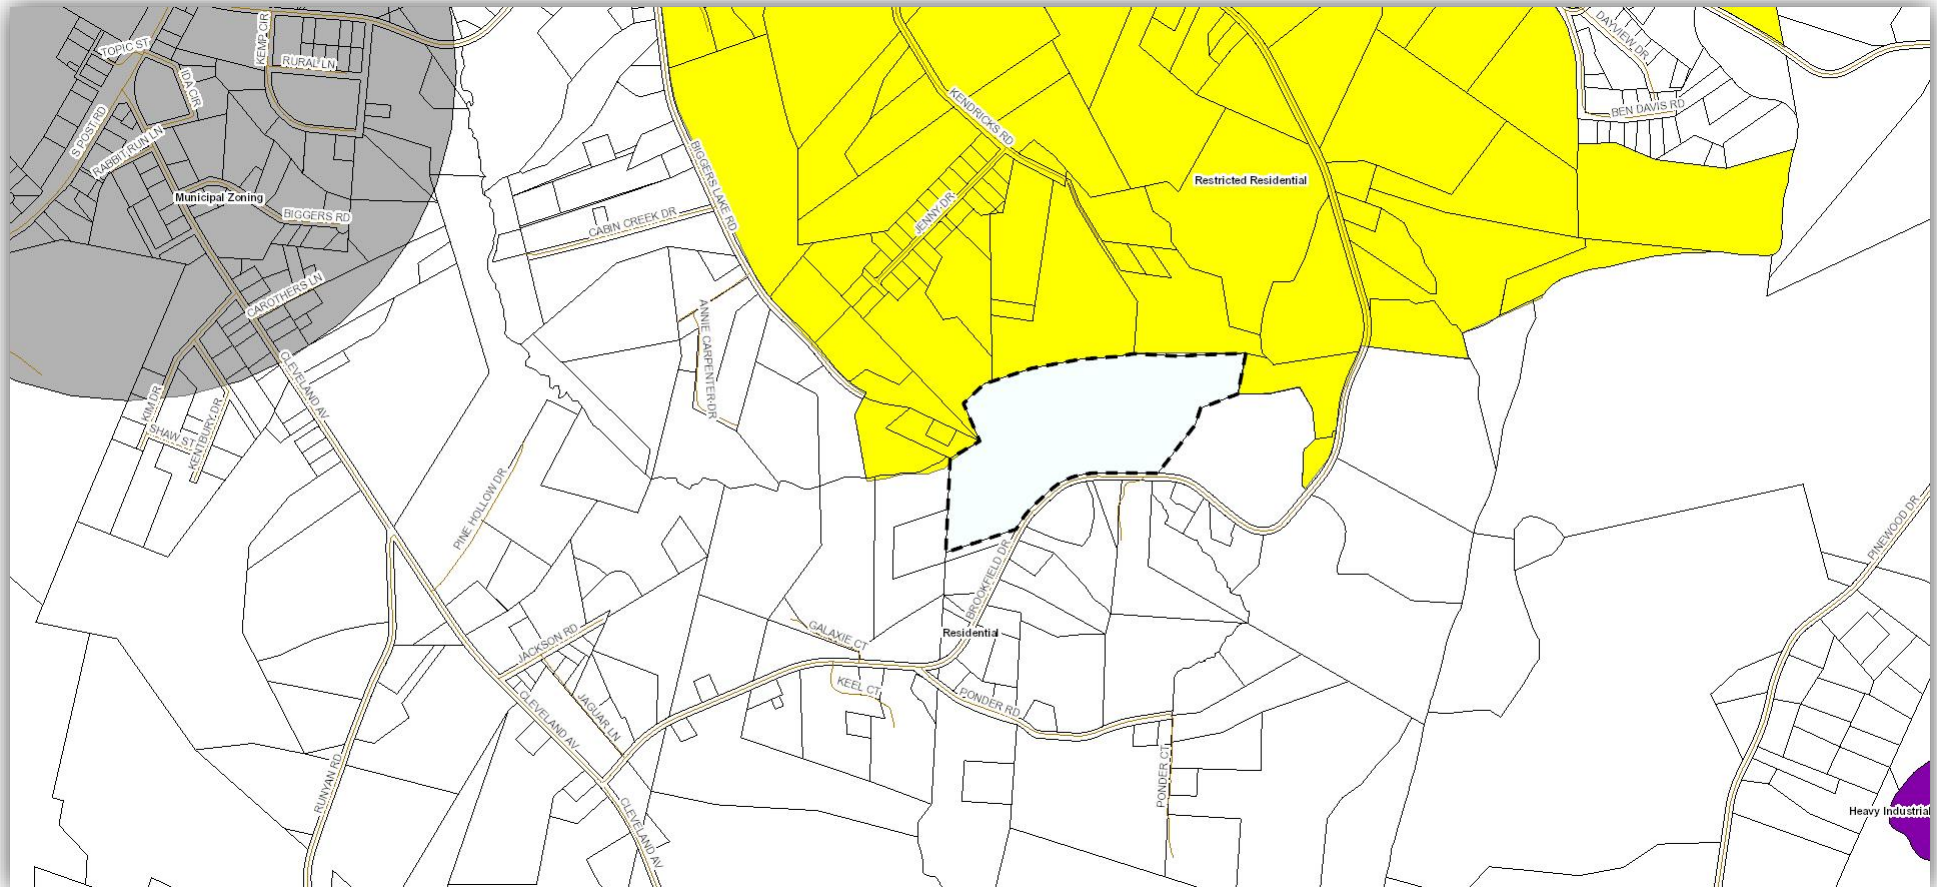 TOPIC ST
KEMP CIR
RURAL LN
IDA CIR
S POST RD
RABBIT RUN LN
Municipal Zoning
BIGGERS RD
CAROTHERS LN
BIGGERS LAKE RD
CABIN CREEK DR
KENDRICKS RD
JENNY DR
Restricted Residential
DAYVIEW DR
BEN DAVIS RD
ANNIE CARPENTER DR
CLEVELAND AV
KIM DR
SHAW ST
KENTBURY DR
PINE HOLLOW DR
BROOKFIELD DR
PINEWOOD DR
Residential
GALAXIE CT
JACKSON RD
KEEL CT
PONDER RD
JAGUAR LN
CLEVELAND AV
RUNYAN RD
PONDER CT
CLEVELAND AV
Heavy Industrial